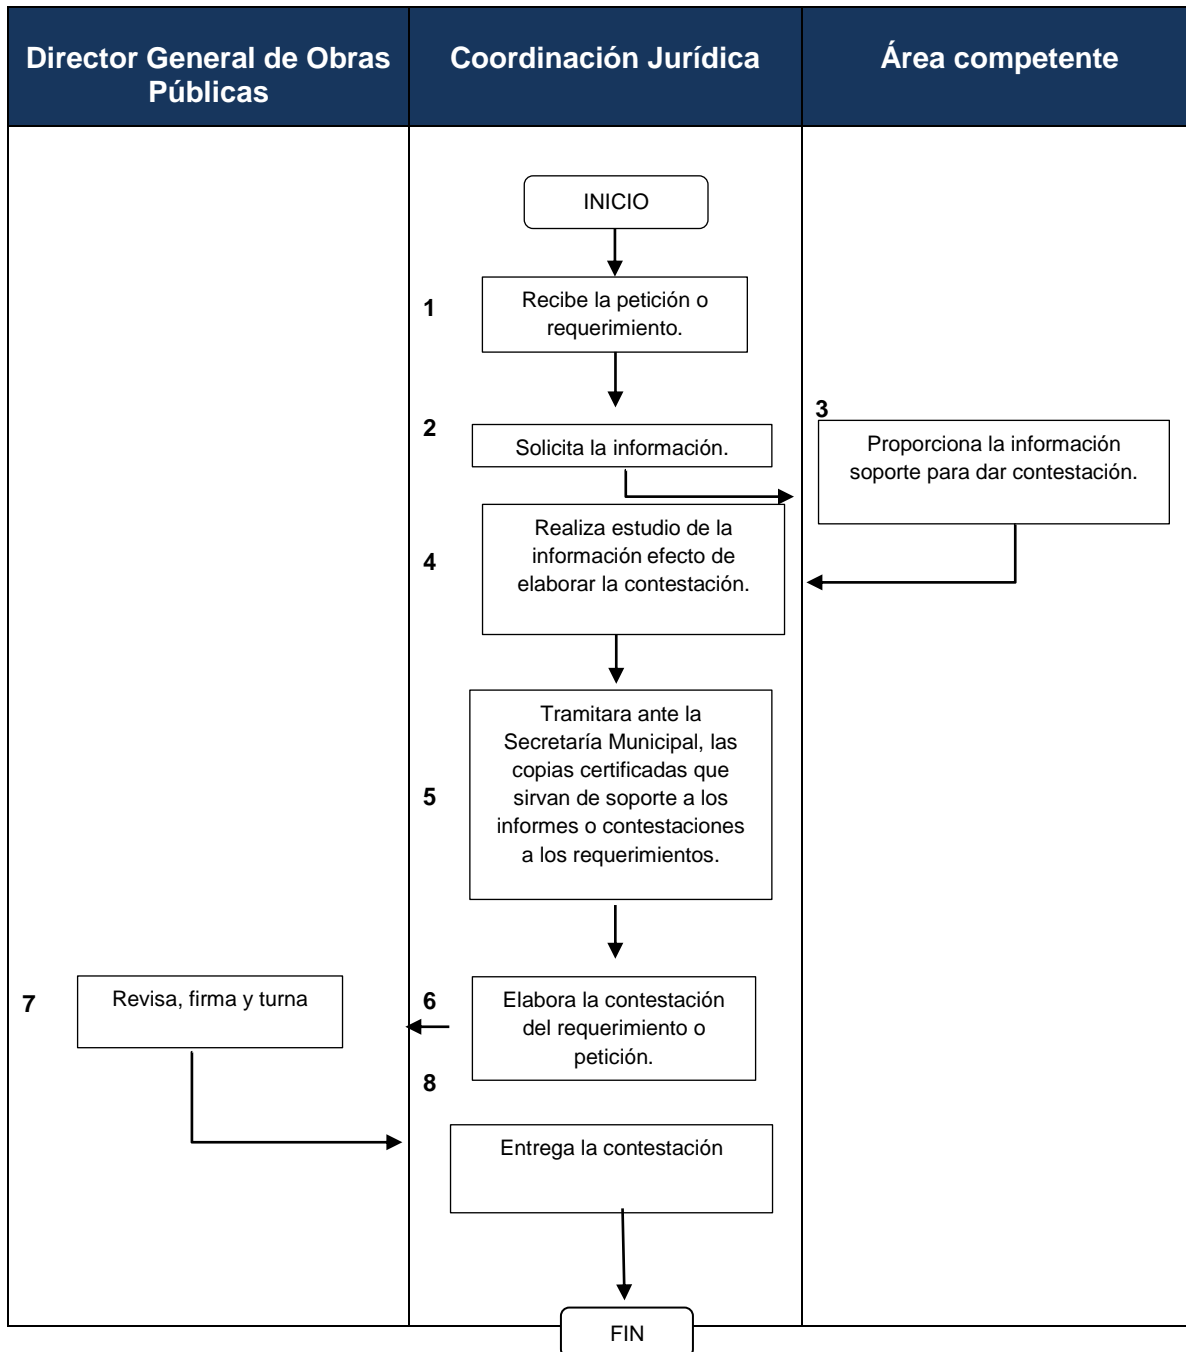 Director General de Obras
Públicas
Coordinación Jurídica
Área competente
INICIO
1
Recibe la petición o
requerimiento.
2
Solicita la información.
3
Proporciona la información
soporte para dar contestación.
4
Realiza estudio de la
información efecto de
elaborar la contestación.
5
Tramitara ante la
Secretaría Municipal, las
copias certificadas que
sirvan de soporte a los
informes o contestaciones
a los requerimientos.
6
Elabora la contestación
del requerimiento o
petición.
7
Revisa, firma y turna
8
Entrega la contestación
FIN